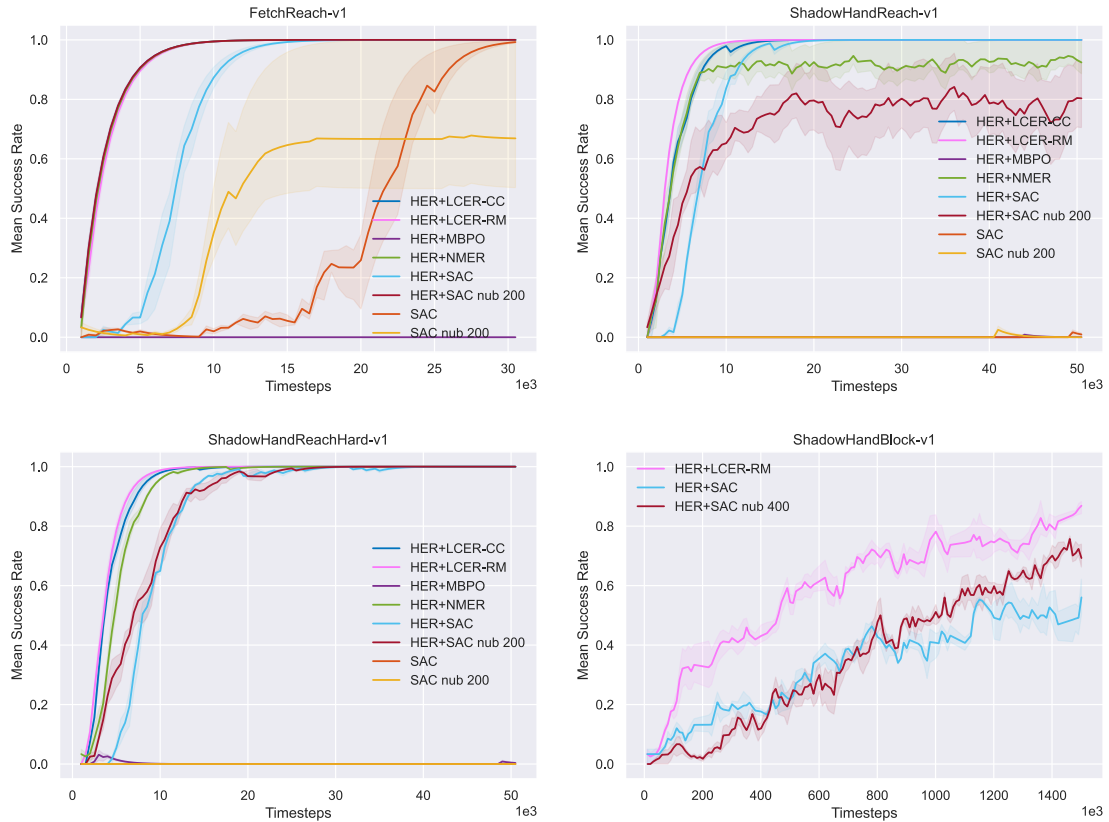 FetchReach-v1
1.0
0.8
0.6
0.4
0.2
0.0
Mean Success Rate
HER+LCER-CC
HER+LCER-RM
HER+MBPO
HER+NMER
HER+SAC
HER+SAC nub 200
SAC
SAC nub 200
0 5 10 15 20 25 30
Timesteps
1e3
ShadowHandReach-v1
1.0
0.8
0.6
0.4
0.2
0.0
Mean Success Rate
HER+LCER-CC
HER+LCER-RM
HER+MBPO
HER+NMER
HER+SAC
HER+SAC nub 200
SAC
SAC nub 200
0 10 20 30 40 50
Timesteps
1e3
ShadowHandReachHard-v1
1.0
0.8
0.6
0.4
0.2
0.0
Mean Success Rate
HER+LCER-CC
HER+LCER-RM
HER+MBPO
HER+NMER
HER+SAC
HER+SAC nub 200
SAC
SAC nub 200
0 10 20 30 40 50
Timesteps
1e3
ShadowHandBlock-v1
1.0
0.8
0.6
0.4
0.2
0.0
Mean Success Rate
HER+LCER-RM
HER+SAC
HER+SAC nub 400
0 200 400 600 800 1000 1200 1400
Timesteps
1e3